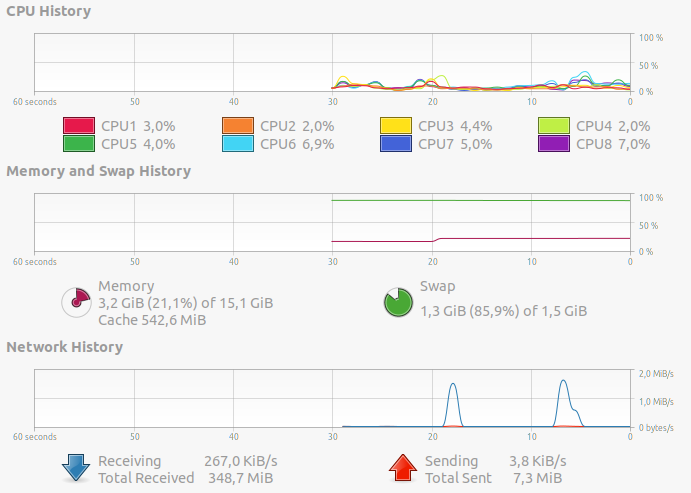 CPU History
100 %
50 %
0 %
60 seconds 50 40 30 20 10 0
CPU1 3,0% CPU2 2,0% CPU3 4,4% CPU4 2,0%
CPU5 4,0% CPU6 6,9% CPU7 5,0% CPU8 7,0%
Memory and Swap History
100 %
50 %
0 %
60 seconds 50 40 30 20 10 0
Memory
3,2 GiB (21,1%) of 15,1 GiB
Cache 542,6 MiB
Swap
1,3 GiB (85,9%) of 1,5 GiB
Network History
2,0 MiB/s
1,0 MiB/s
0 bytes/s
60 seconds 50 40 30 20 10 0
Receiving 267,0 KiB/s
Total Received 348,7 MiB
Sending 3,8 KiB/s
Total Sent 7,3 MiB